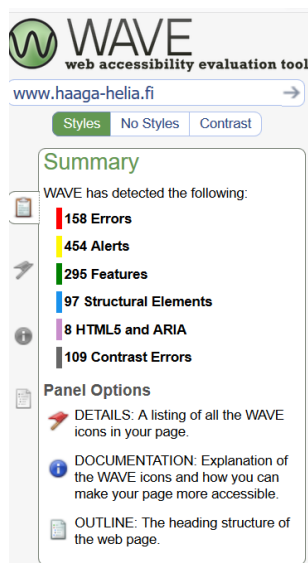 WAVE
web accessibility evaluation tool
www.haaga-helia.fi
Styles No Styles Contrast
Summary
WAVE has detected the following:
158 Errors
454 Alerts
295 Features
97 Structural Elements
8 HTML5 and ARIA
109 Contrast Errors
Panel Options
DETAILS: A listing of all the WAVE
icons in your page.
DOCUMENTATION: Explanation of
the WAVE icons and how you can
make your page more accessible.
OUTLINE: The heading structure of
the web page.